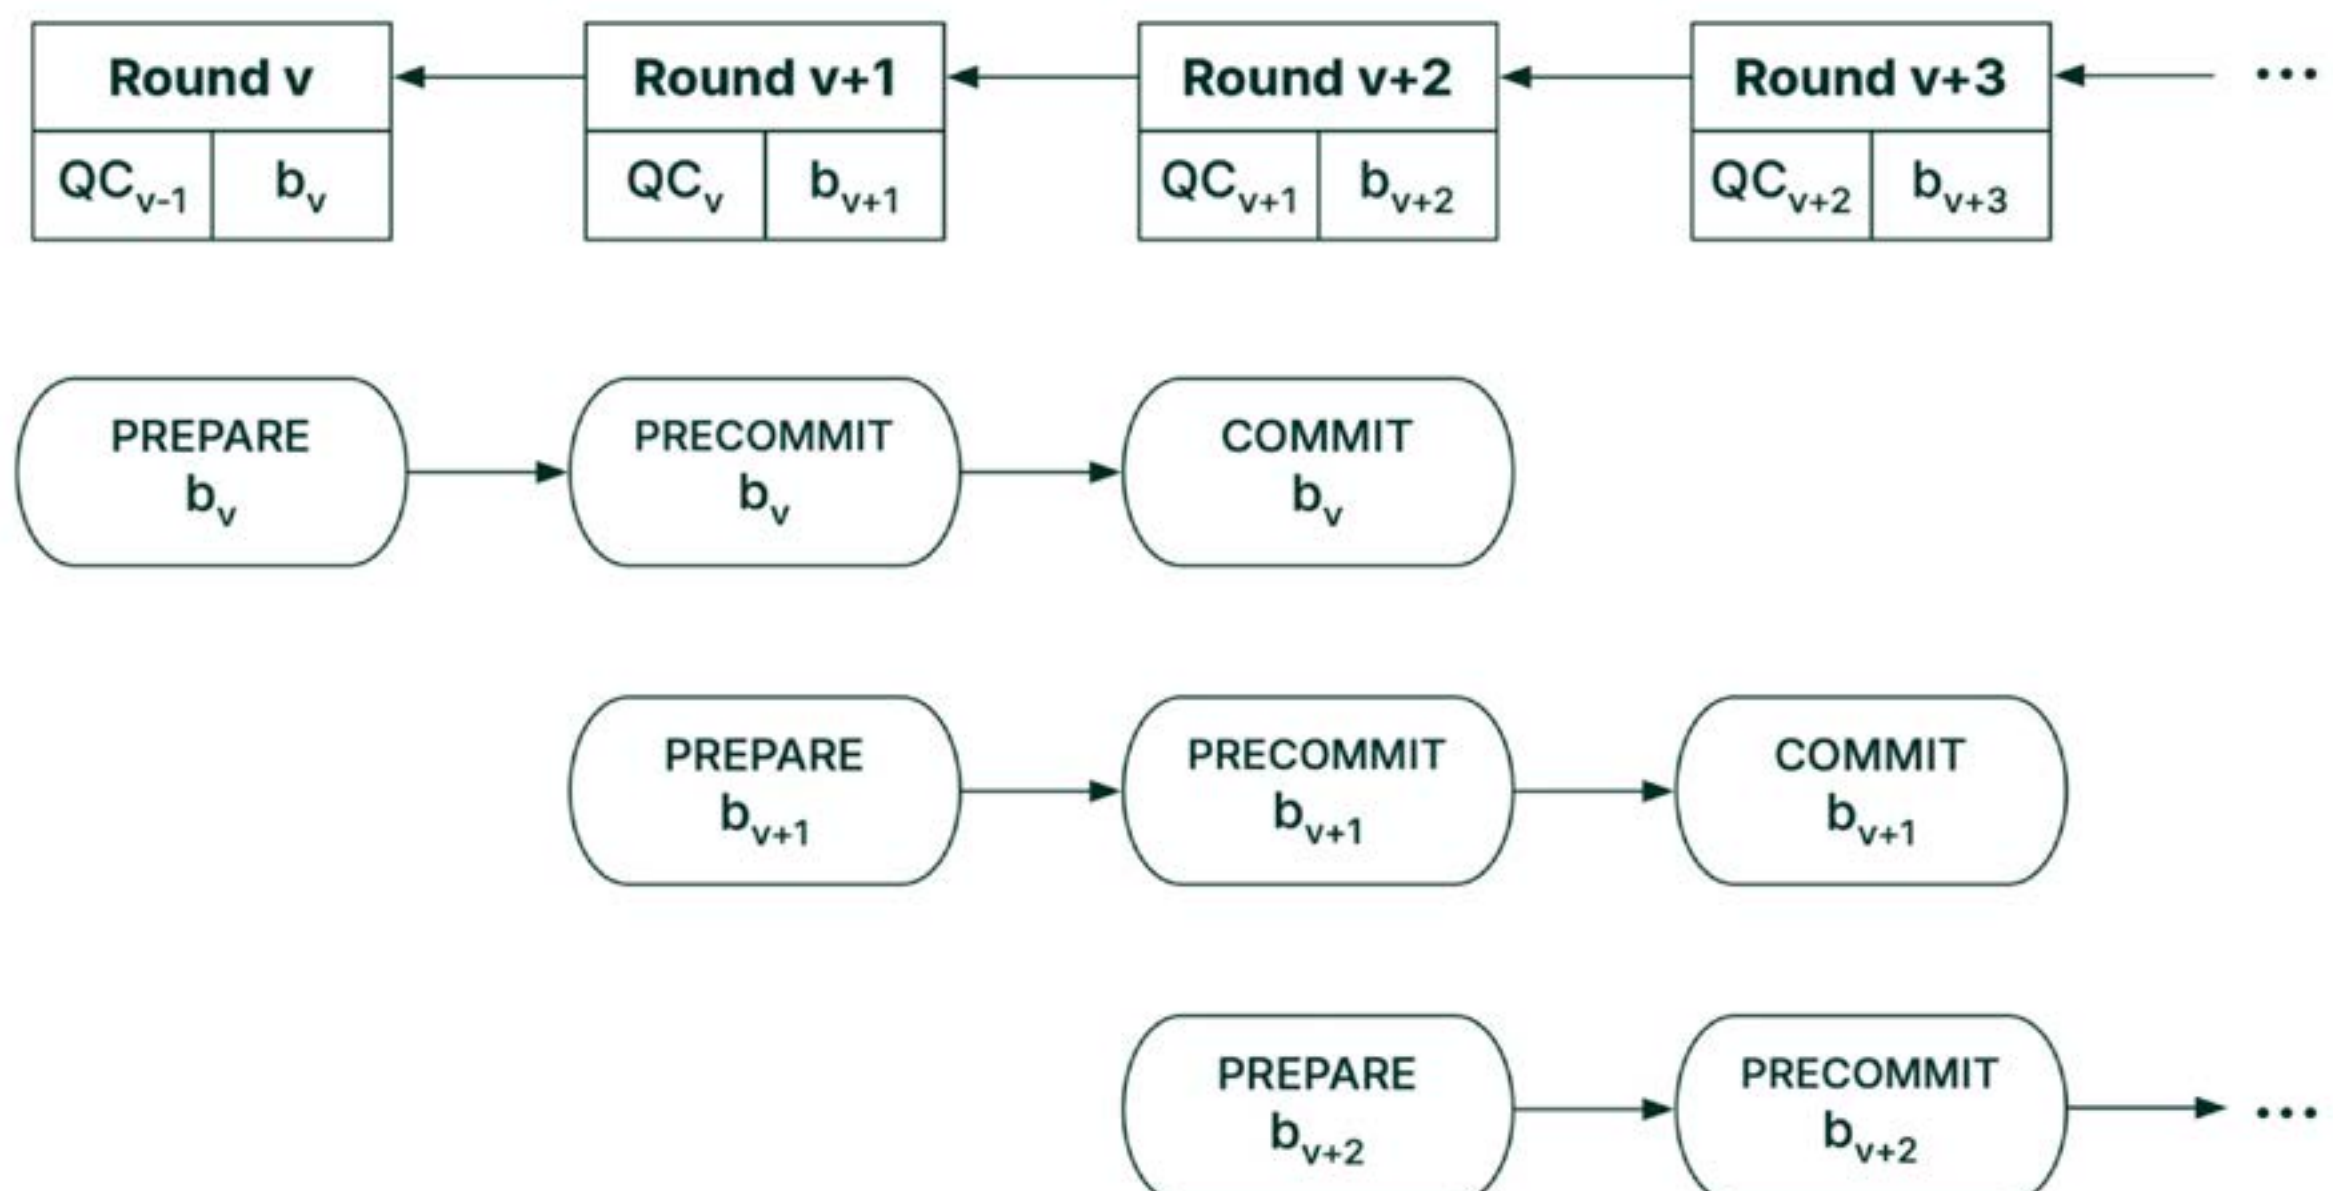 Round v Round v+1 Round v+2 Round v+3 •••
QCv-1 bv QCv bv+1 QCv+1 bv+2 QCv+2 bv+3
PREPARE PRECOMMIT COMMIT
bv bv bv
PREPARE PRECOMMIT COMMIT
bv+1 bv+1 bv+1
PREPARE PRECOMMIT
bv+2 bv+2 •••